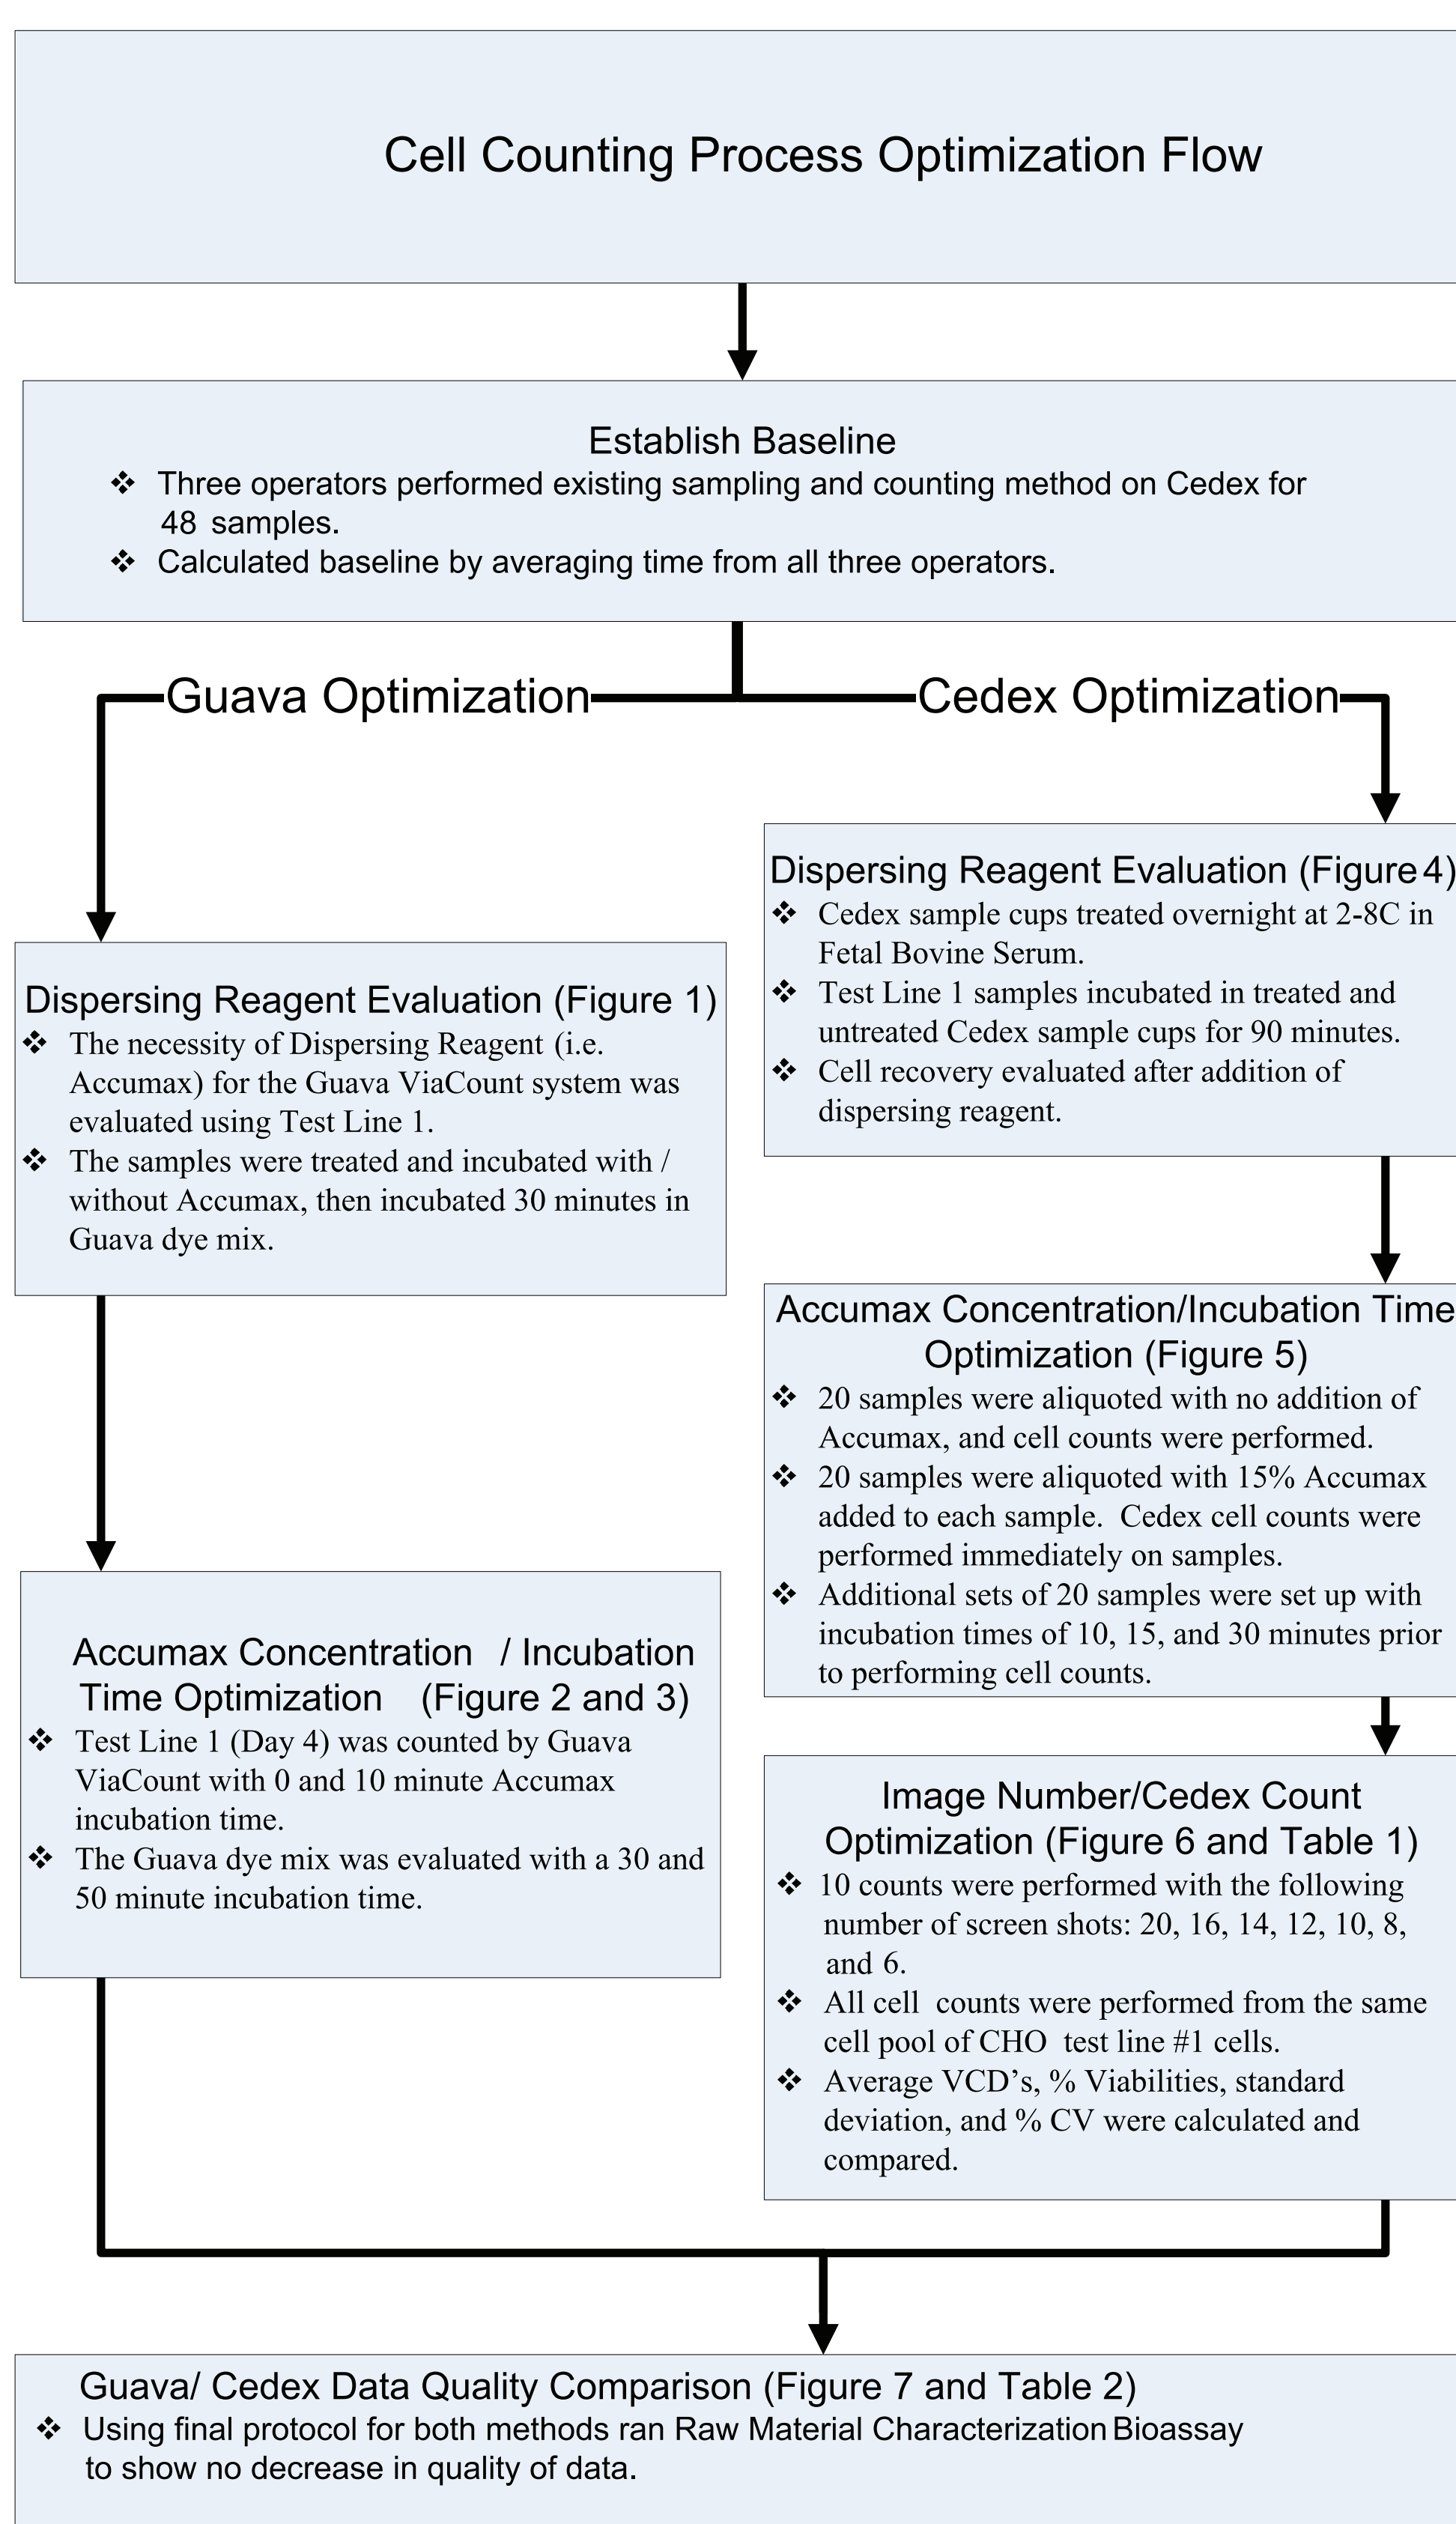 Cell Counting Process Optimization Flow
Establish Baseline
❖ Three operators performed existing sampling and counting method on Cedex for
48 samples.
❖ Calculated baseline by averaging time from all three operators.
Guava Optimization
Cedex Optimization
Dispersing Reagent Evaluation (Figure 1)
❖ The necessity of Dispersing Reagent (i.e.
Accumax) for the Guava ViaCount system was
evaluated using Test Line 1.
❖ The samples were treated and incubated with /
without Accumax, then incubated 30 minutes in
Guava dye mix.
Accumax Concentration / Incubation
Time Optimization (Figure 2 and 3)
❖ Test Line 1 (Day 4) was counted by Guava
ViaCount with 0 and 10 minute Accumax
incubation time.
❖ The Guava dye mix was evaluated with a 30 and
50 minute incubation time.
Dispersing Reagent Evaluation (Figure 4)
❖ Cedex sample cups treated overnight at 2-8C in
Fetal Bovine Serum.
❖ Test Line 1 samples incubated in treated and
untreated Cedex sample cups for 90 minutes.
❖ Cell recovery evaluated after addition of
dispersing reagent.
Accumax Concentration/Incubation Time
Optimization (Figure 5)
❖ 20 samples were aliquoted with no addition of
Accumax, and cell counts were performed.
❖ 20 samples were aliquoted with 15% Accumax
added to each sample. Cedex cell counts were
performed immediately on samples.
❖ Additional sets of 20 samples were set up with
incubation times of 10, 15, and 30 minutes prior
to performing cell counts.
Image Number/Cedex Count
Optimization (Figure 6 and Table 1)
❖ 10 counts were performed with the following
number of screen shots: 20, 16, 14, 12, 10, 8,
and 6.
❖ All cell counts were performed from the same
cell pool of CHO test line #1 cells.
❖ Average VCD's, % Viabilities, standard
deviation, and % CV were calculated and
compared.
Guava/ Cedex Data Quality Comparison (Figure 7 and Table 2)
❖ Using final protocol for both methods ran Raw Material Characterization Bioassay
to show no decrease in quality of data.